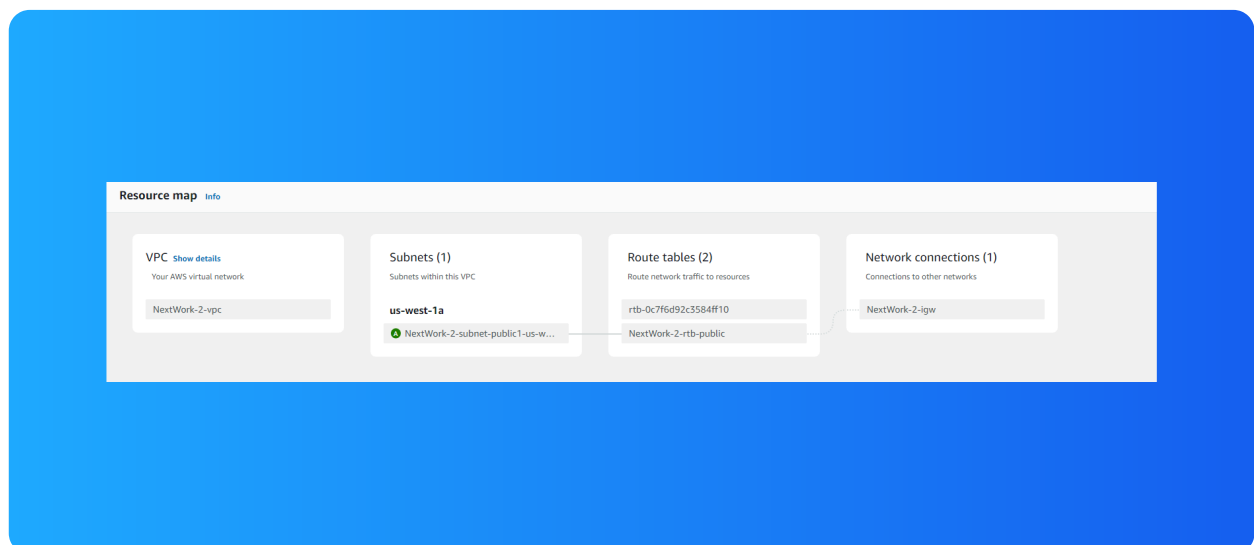 Resource map Info
VPC Show details
Your AWS virtual network
NextWork-2-vpc
Subnets (1)
Subnets within this VPC
us-west-1a
A NextWork-2-subnet-public1-us-w...
Route tables (2)
Route network traffic to resources
rtb-0c7f6d92c3584ff10
NextWork-2-rtb-public
Network connections (1)
Connections to other networks
NextWork-2-igw